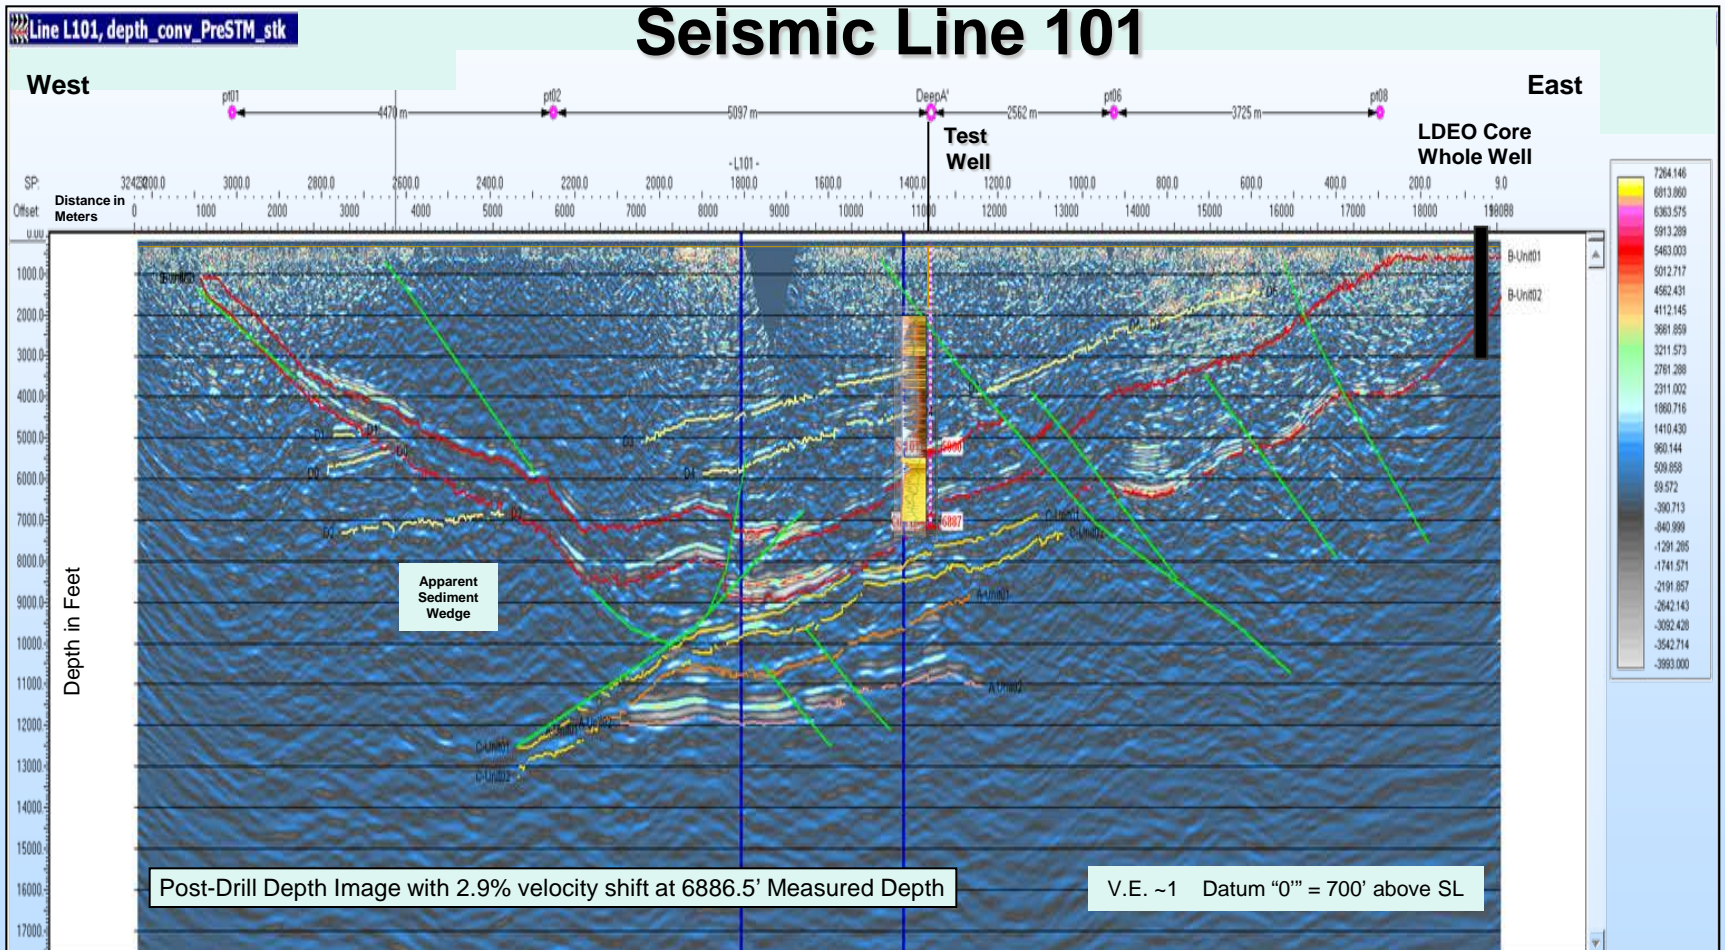 Seismic Line 101
Line L101, depth_conv_PreSTM_stk
West
East
pt01
4470 m
pt02
5097 m
DeepA'
2562 m
pt06
3725 m
pt08
Test
Well
LDEO Core
Whole Well
- L101 -
SP:
3000.0 2800.0 2600.0 2400.0 2200.0 2000.0 1800.0 1600.0 1400.0 1200.0 1000.0 800.0 600.0 400.0 200.0 9.0
Distance in
Meters
Offset:
0 1000 2000 3000 4000 5000 6000 7000 8000 9000 10000 11000 12000 13000 14000 15000 16000 17000 18000
0.00
1000.0
2000.0
3000.0
4000.0
5000.0
6000.0
7000.0
8000.0
9000.0
10000.
11000.
12000.
13000.
14000.
15000.
16000.
17000.
Depth in Feet
B-Unit01
B-Unit02
D3
D4
D0
D2
6887
C-Unit01
C-Unit02
A-Unit01
A-Unit02
C-Unit01
C-Unit02
Apparent
Sediment
Wedge
7264.146
6813.860
6363.575
5913.289
5463.003
5012.717
4562.431
4112.145
3661.859
3211.573
2761.288
2311.002
1860.716
1410.430
960.144
509.858
59.572
-390.713
-840.999
-1291.285
-1741.571
-2191.857
-2642.143
-3092.428
-3542.714
-3993.000
Post-Drill Depth Image with 2.9% velocity shift at 6886.5’ Measured Depth
V.E. ~1 Datum “0’” = 700’ above SL